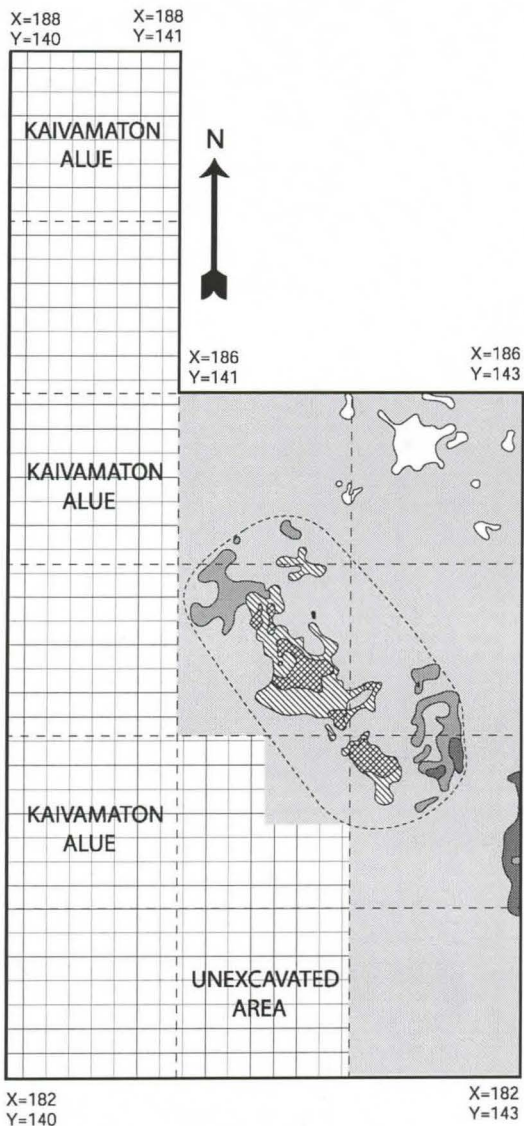 X=188
Y=140
X=188
Y=141
KAIVAMATON
ALUE
N
X=186
Y=141
X=186
Y=143
KAIVAMATON
ALUE
KAIVAMATON
ALUE
UNEXCAVATED
AREA
X=182
Y=140
X=182
Y=143